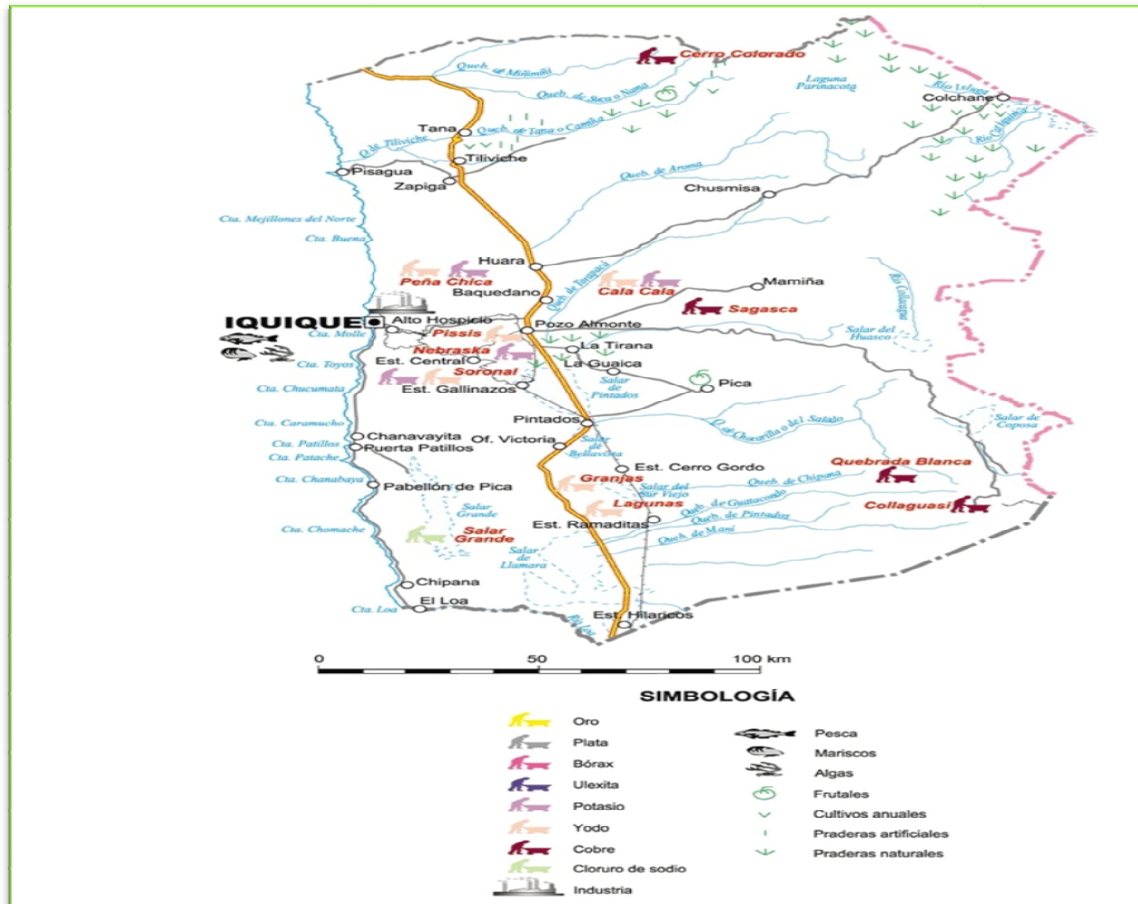 Cerro Colorado
Queb. de Miñimiñi
Laguna
Parinacota
Río Isluga
Queb. de Suca o Nama
Colchane
Tana
Queb. de Tana o Camiña
Q. de Tiliviche
Tiliviche
Pisagua
Zapiga
Queb. de Aroma
Chusmisa
Cta. Mejillones del Norte
Cta. Buena
Huara
Queb. de Tarapacá
Peña Chica
Cala Cala
Mamiña
Baquedano
Sagasca
IQUIQUE
Alto Hospicio
Pozo Almonte
Cta. Molle
Pissis
Salar del
Huasco
Nebraska
La Tirana
Est. Central
Cta. Toyos
Soronal
La Guaica
Cta. Chucumata
Est. Gallinazos
Salar
de
Pintados
Pica
Cta. Caramucho
Pintados
Salar de
Coposa
Chanavayita
Of. Victoria
Cta. Patillos
Puerta Patillos
Salar
de
Bellavista
Cta. Patache
Est. Cerro Gordo
Quebrada Blanca
Cta. Chanabaya
Pabellón de Pica
Granjas
Queb. de Chipana
Salar del
Sur Viejo
Lagunas
Queb. de Guatacondo
Collaguasi
Salar
Grande
Est. Ramaditas
Queb. de Pintados
Cta. Chomache
Salar
Grande
Queb. de Maní
Salar
de
Llamara
Chipana
Cta. Loa
El Loa
Río Loa
Est. Hilaricos
0 50 100 km
SIMBOLOGÍA
Oro
Plata
Bórax
Ulexita
Potasio
Yodo
Cobre
Cloruro de sodio
Industria
Pesca
Mariscos
Algas
Frutales
Cultivos anuales
Praderas artificiales
Praderas naturales